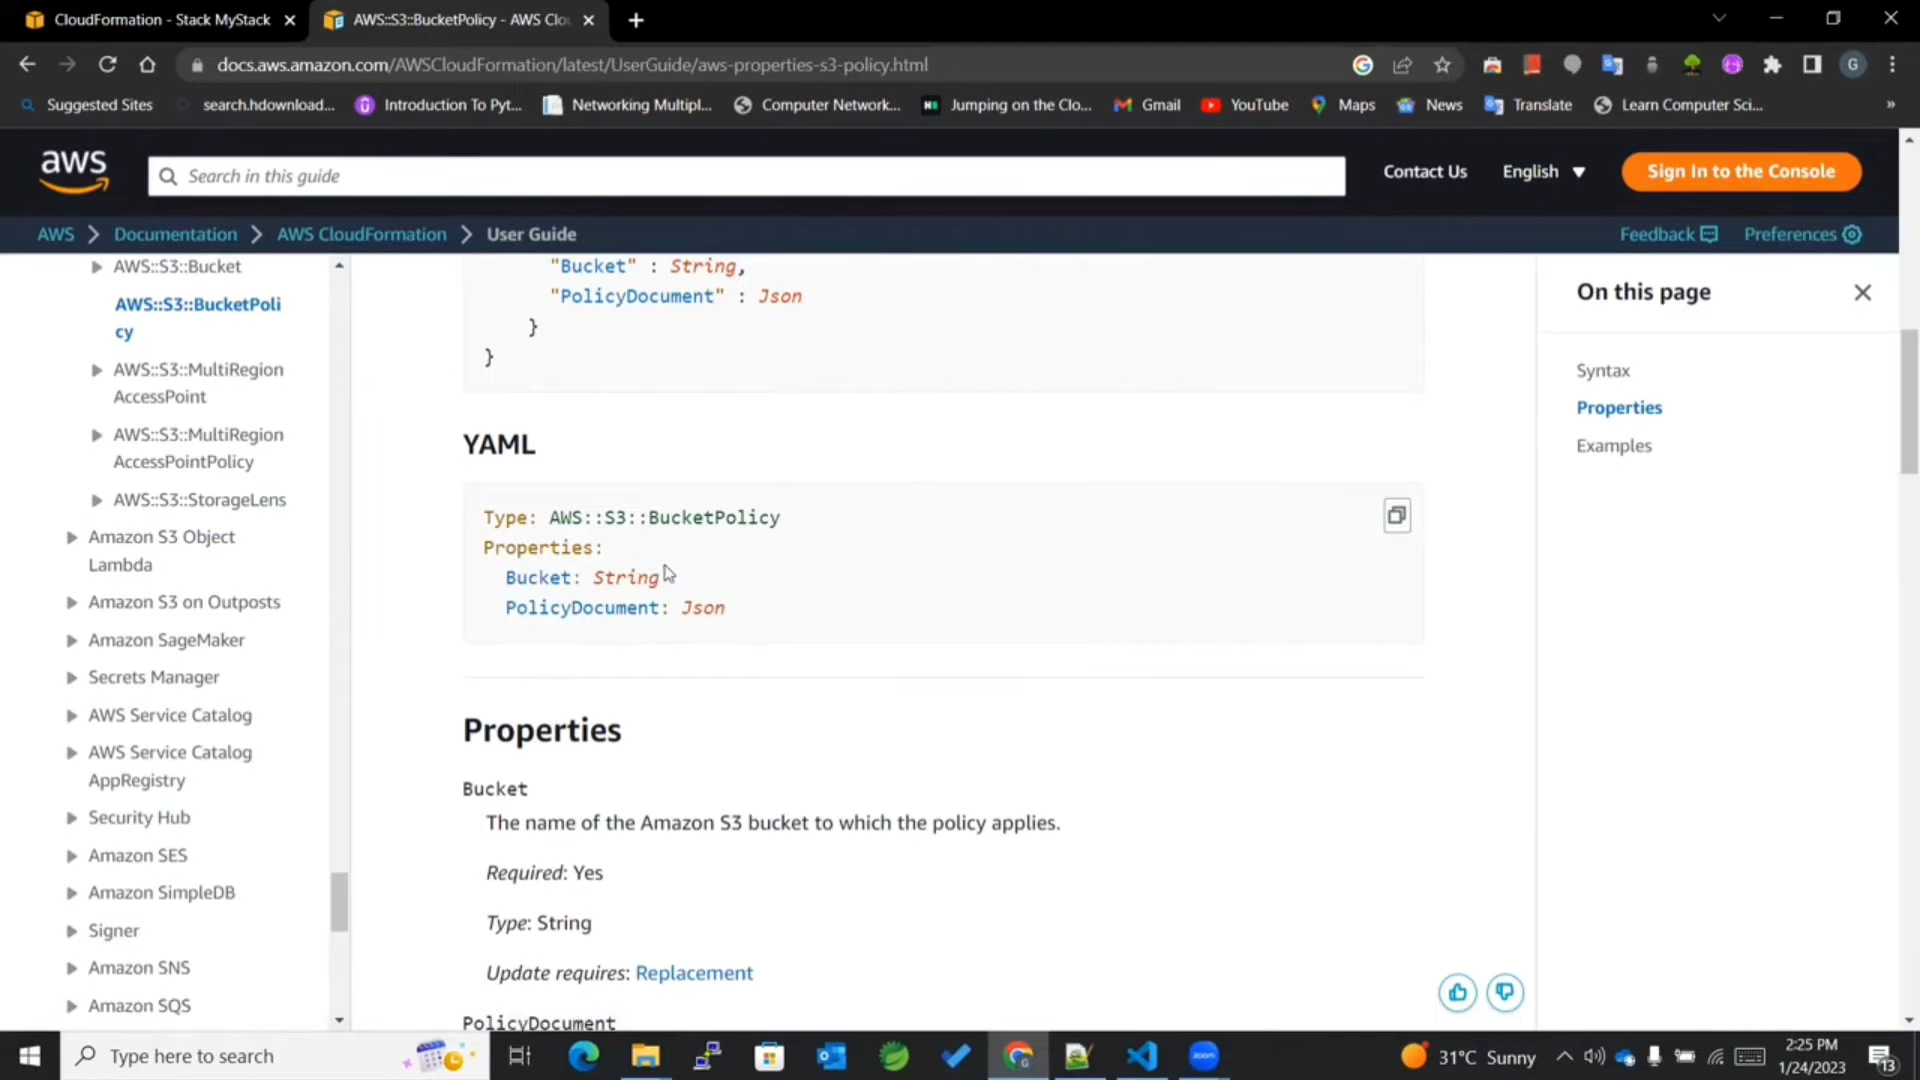 CloudFormation - Stack MyStack
AWS::S3::BucketPolicy - AWS Clo
docs.aws.amazon.com/AWSCloudFormation/latest/UserGuide/aws-properties-s3-policy.html
G
Suggested Sites
search.hdownload...
Introduction To Pyt...
Networking Multipl...
Computer Network...
Jumping on the Clo...
Gmail
YouTube
Maps
News
Translate
Learn Computer Sci...
»
aws
Search in this guide
Contact Us
English
Sign In to the Console
AWS
Documentation
AWS CloudFormation
User Guide
Feedback
Preferences
AWS::S3::Bucket
AWS::S3::BucketPoli
cy
AWS::S3::MultiRegion
AccessPoint
AWS::S3::MultiRegion
AccessPointPolicy
AWS::S3::StorageLens
Amazon S3 Object
Lambda
Amazon S3 on Outposts
Amazon SageMaker
Secrets Manager
AWS Service Catalog
AWS Service Catalog
AppRegistry
Security Hub
Amazon SES
Amazon SimpleDB
Signer
Amazon SNS
Amazon SQS
"Bucket" : String,
"PolicyDocument" : Json
}
}
YAML
Type: AWS::S3::BucketPolicy
Properties:
Bucket: String
PolicyDocument: Json
Properties
Bucket
The name of the Amazon S3 bucket to which the policy applies.
Required: Yes
Type: String
Update requires: Replacement
PolicyDocument
On this page
Syntax
Properties
Examples
Type here to search
zoom
31°C Sunny
2:25 PM
1/24/2023
13